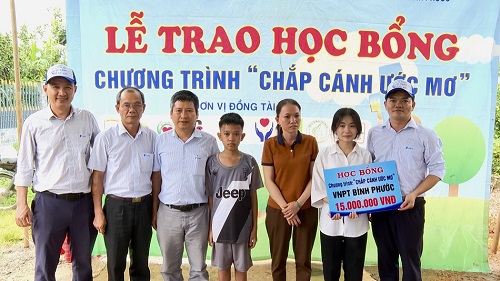 LỄ TRAO HỌC BỔNG
CHƯƠNG TRÌNH "CHẮP CÁNH ƯỚC MƠ"
ĐƠN VỊ ĐỒNG TÀI
Jeep
HỌC BỔNG
Chương trình: "CHẮP CÁNH ƯỚC MƠ"
VNPT BÌNH PHƯỚC
15.000.000 VNĐ